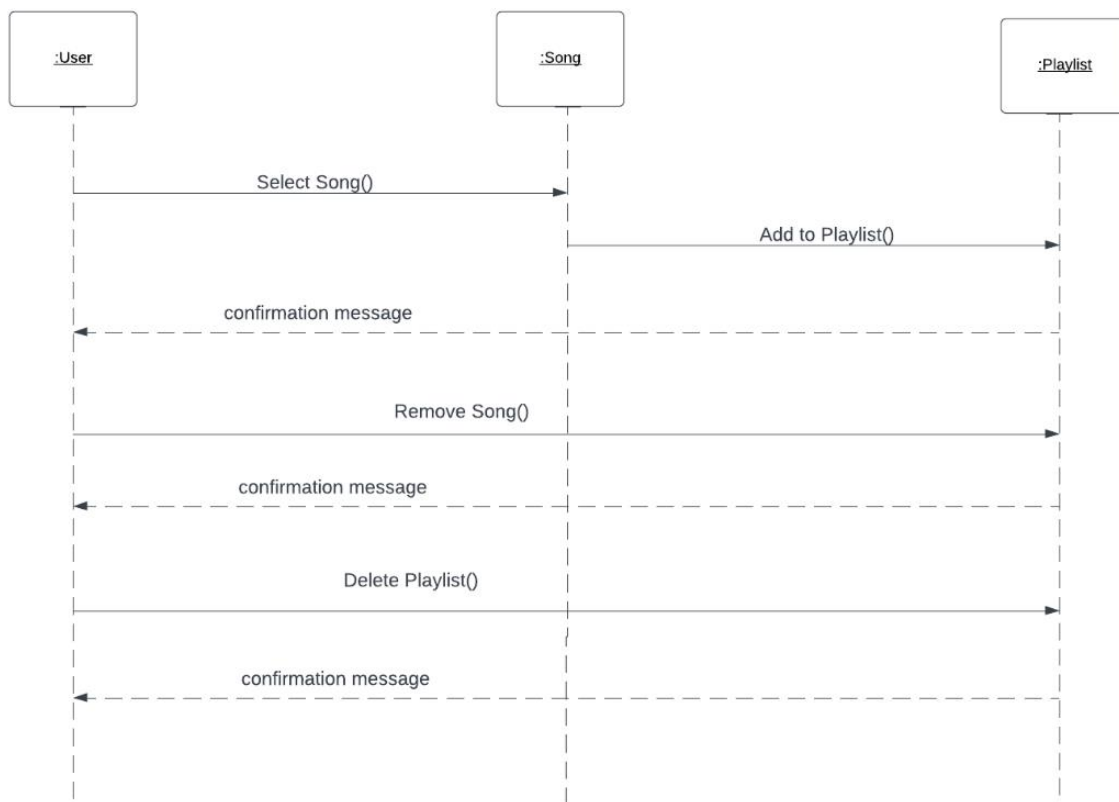 :User
:Song
:Playlist
Select Song()
Add to Playlist()
confirmation message
Remove Song()
confirmation message
Delete Playlist()
confirmation message